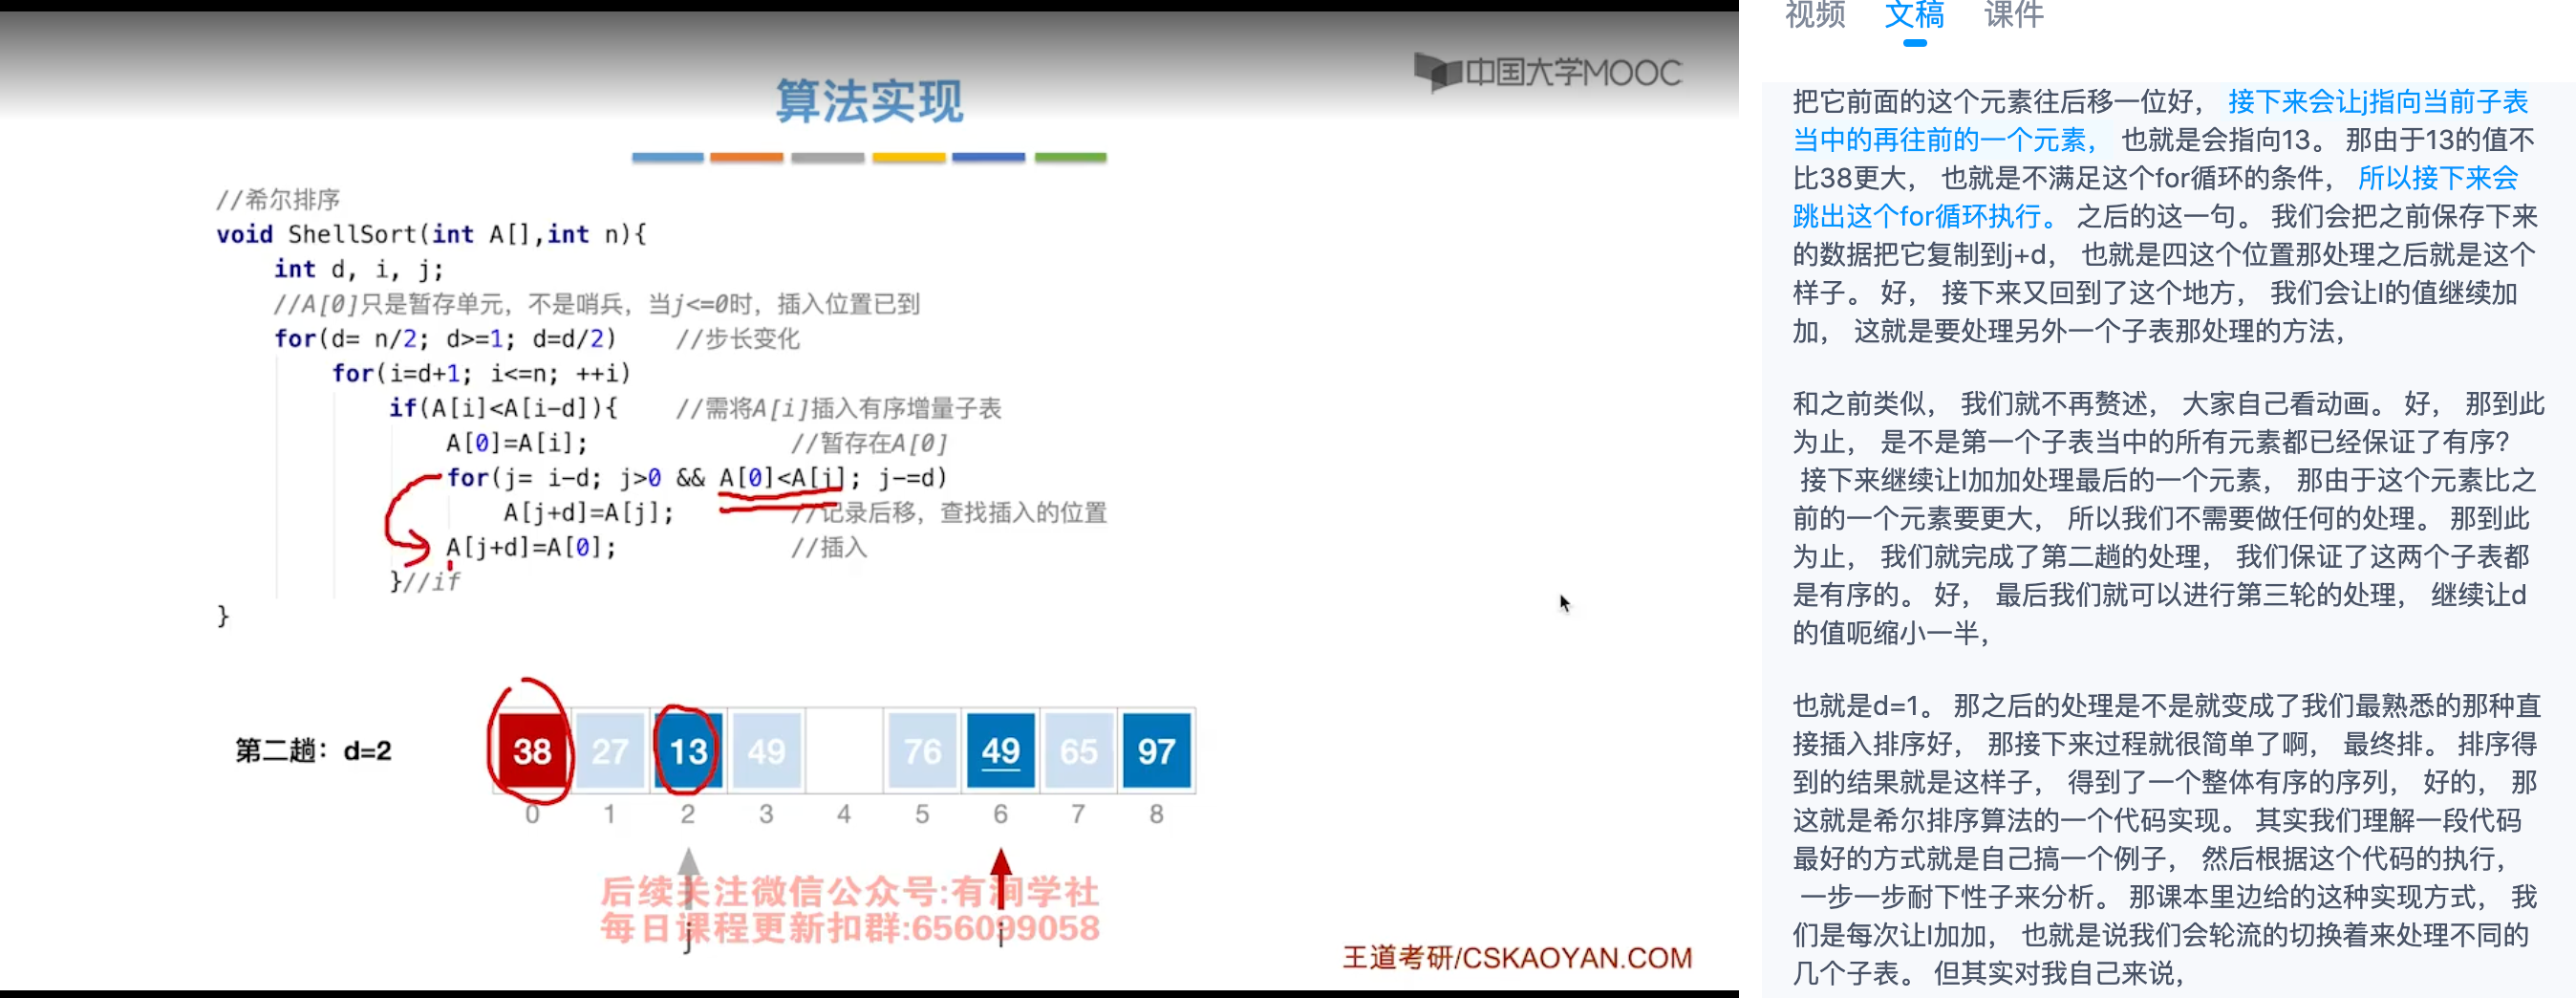 中国大学MOOC
算法实现
//希尔排序
void ShellSort(int A[],int n){
int d, i, j;
//A[0]只是暂存单元，不是哨兵，当j<=0时，插入位置已到
for(d= n/2; d>=1; d=d/2) //步长变化
for(i=d+1; i<=n; ++i)
if(A[i]<A[i-d]){ //需将A[i]插入有序增量子表
A[0]=A[i]; //暂存在A[0]
for(j= i-d; j>0 && A[0]<A[j]; j-=d)
A[j+d]=A[j]; //记录后移，查找插入的位置
A[j+d]=A[0]; //插入
}//if
}
第二趟：d=2
38 27 13 49 76 49 65 97
0 1 2 3 4 5 6 7 8
后续关注微信公众号:有涧学社
每日课程更新扣群:656099058
j i
王道考研/CSKAOYAN.COM
视频 文稿 课件
把它前面的这个元素往后移一位好， 接下来会让j指向当前子表
当中的再往前的一个元素， 也就是会指向13。 那由于13的值不
比38更大， 也就是不满足这个for循环的条件， 所以接下来会
跳出这个for循环执行。 之后的这一句。 我们会把之前保存下来
的数据把它复制到j+d， 也就是四这个位置那处理之后就是这个
样子。 好， 接下来又回到了这个地方， 我们会让I的值继续加
加， 这就是要处理另外一个子表那处理的方法，
和之前类似， 我们就不再赘述， 大家自己看动画。 好， 那到此
为止， 是不是第一个子表当中的所有元素都已经保证了有序？
接下来继续让I加加处理最后的一个元素， 那由于这个元素比之
前的一个元素要更大， 所以我们不需要做任何的处理。 那到此
为止， 我们就完成了第二趟的处理， 我们保证了这两个子表都
是有序的。 好， 最后我们就可以进行第三轮的处理， 继续让d
的值呃缩小一半，
也就是d=1。 那之后的处理是不是就变成了我们最熟悉的那种直
接插入排序好， 那接下来过程就很简单了啊， 最终排。 排序得
到的结果就是这样子， 得到了一个整体有序的序列， 好的， 那
这就是希尔排序算法的一个代码实现。 其实我们理解一段代码
最好的方式就是自己搞一个例子， 然后根据这个代码的执行，
一步一步耐下性子来分析。 那课本里边给的这种实现方式， 我
们是每次让I加加， 也就是说我们会轮流的切换着来处理不同的
几个子表。 但其实对我自己来说，